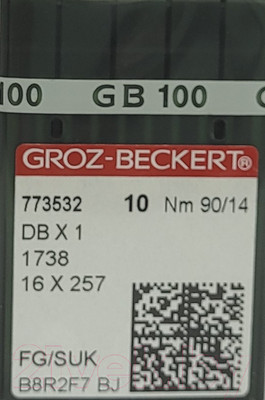 100 GB 100 G
GROZ-BECKERT®
773532 10 Nm 90/14
DB X 1
1738
16 X 257
FG/SUK
B8R2F7 BJ